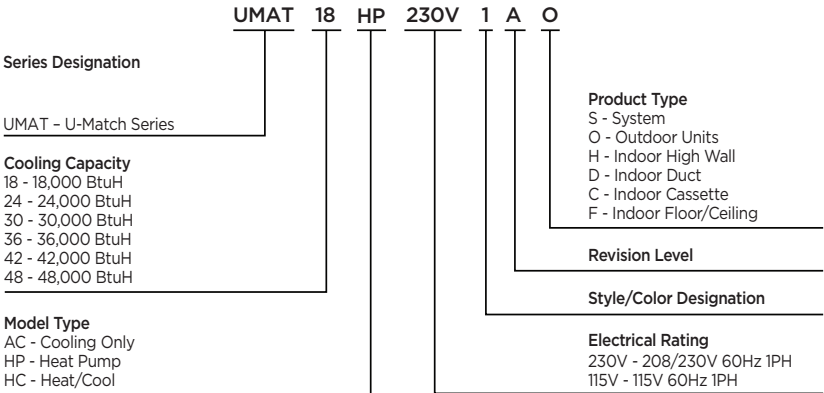 UMAT 18 HP 230V 1 A O
Series Designation
UMAT – U-Match Series
Cooling Capacity
18 - 18,000 BtuH
24 - 24,000 BtuH
30 - 30,000 BtuH
36 - 36,000 BtuH
42 - 42,000 BtuH
48 - 48,000 BtuH
Model Type
AC - Cooling Only
HP - Heat Pump
HC - Heat/Cool
Product Type
S - System
O - Outdoor Units
H - Indoor High Wall
D - Indoor Duct
C - Indoor Cassette
F - Indoor Floor/Ceiling
Revision Level
Style/Color Designation
Electrical Rating
230V - 208/230V 60Hz 1PH
115V - 115V 60Hz 1PH